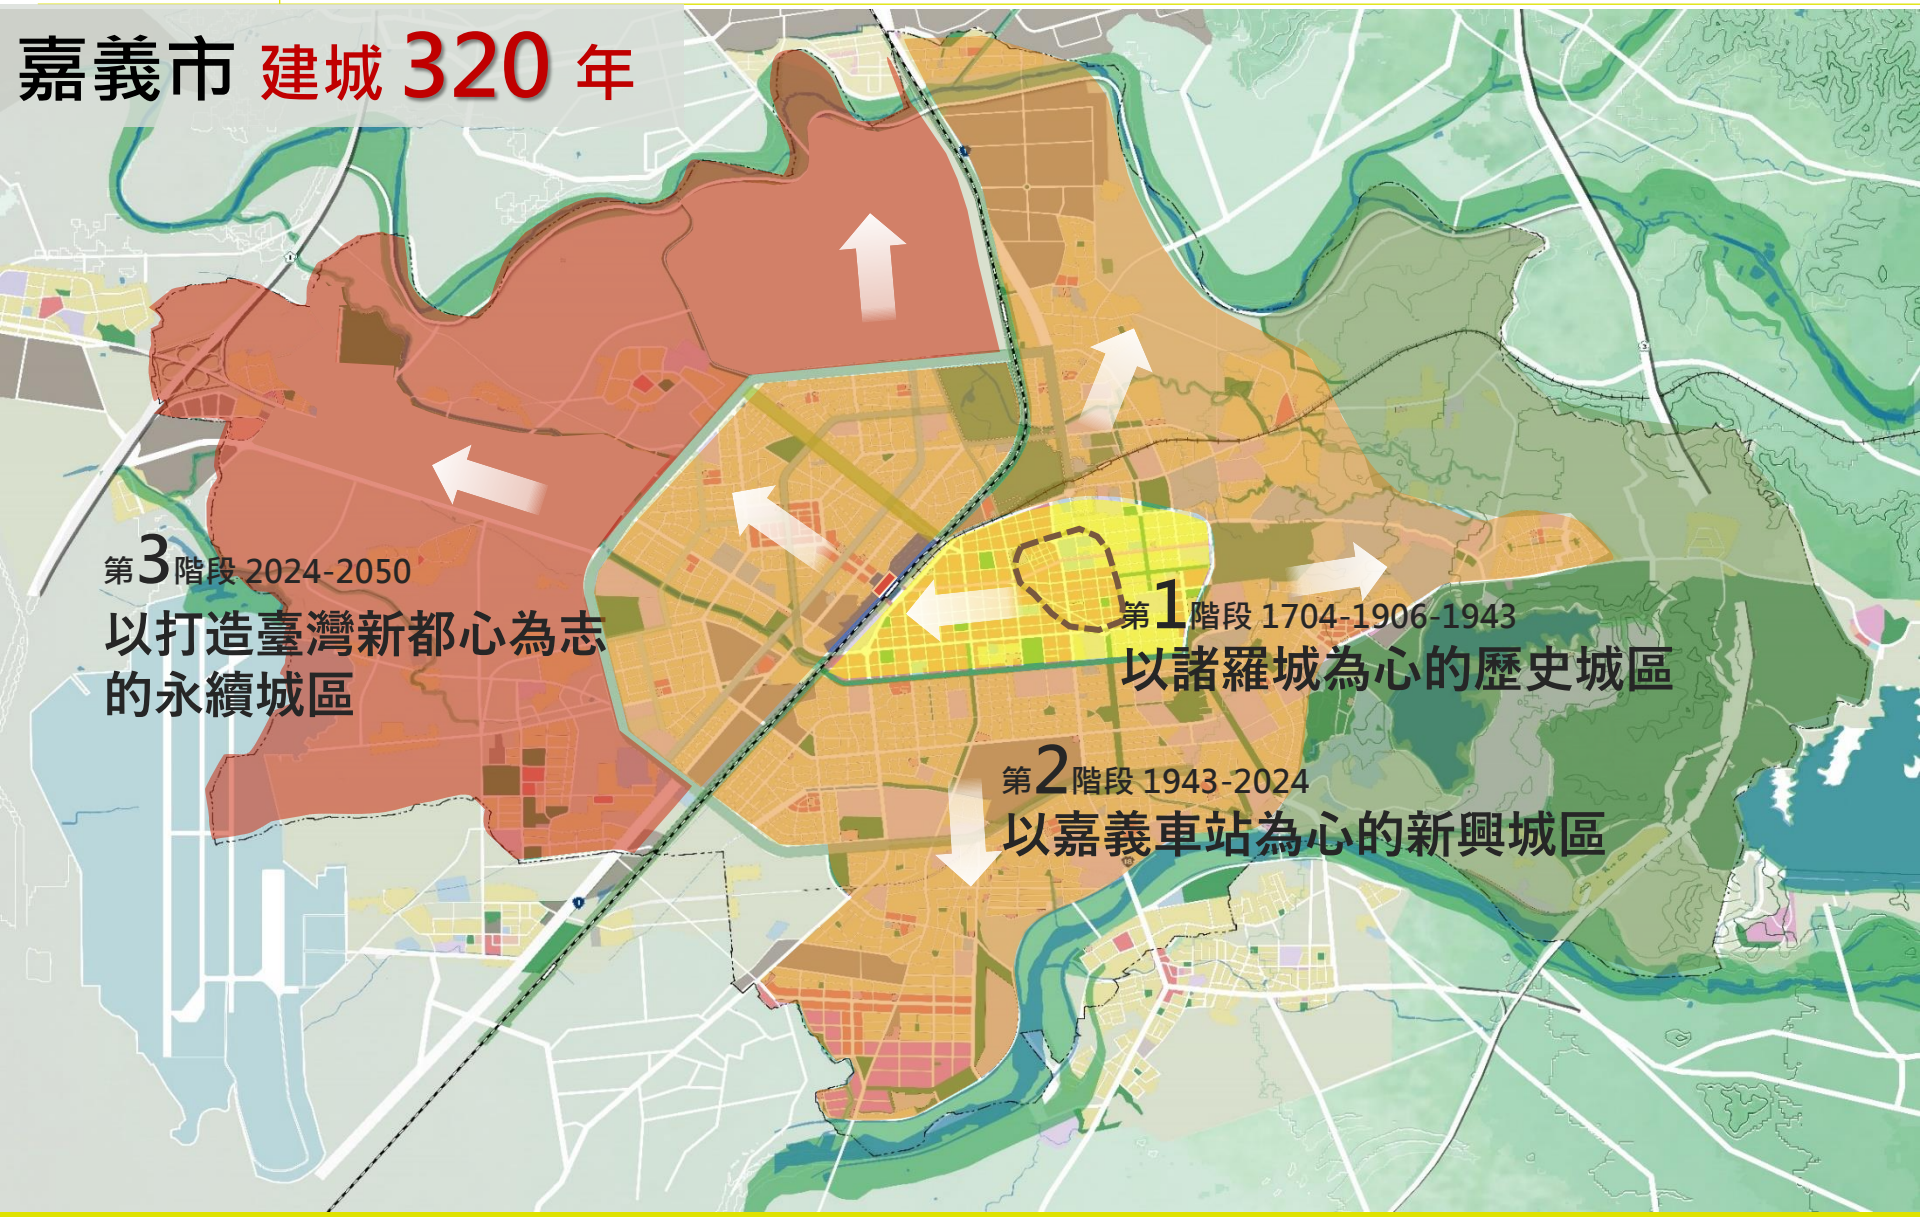 嘉義市 建城 320 年
第3階段 2024-2050
以打造臺灣新都心為志
的永續城區
第1階段 1704-1906-1943
以諸羅城為心的歷史城區
第2階段 1943-2024
以嘉義車站為心的新興城區